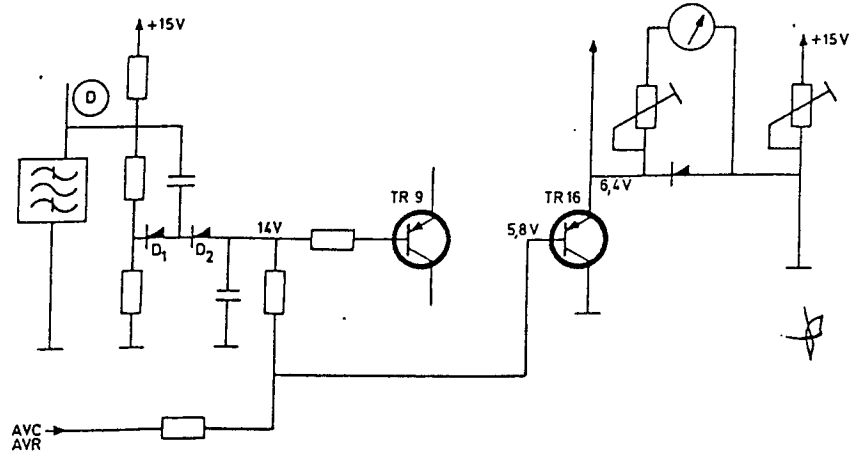 +15V
D
+15V
TR 9
TR 16
6,4V
5,8V
14V
D1
D2
AVC
AVR